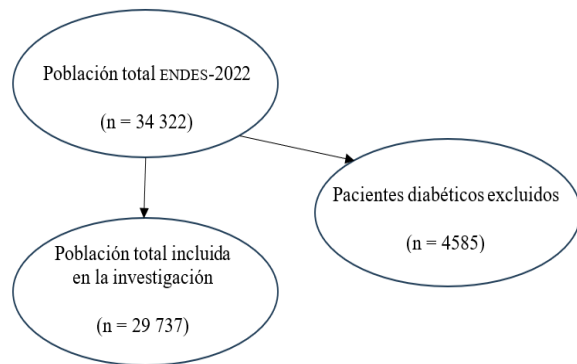 Población total ENDES-2022
(n = 34 322)
Pacientes diabéticos excluidos
(n = 4585)
Población total incluida
en la investigación
(n = 29 737)